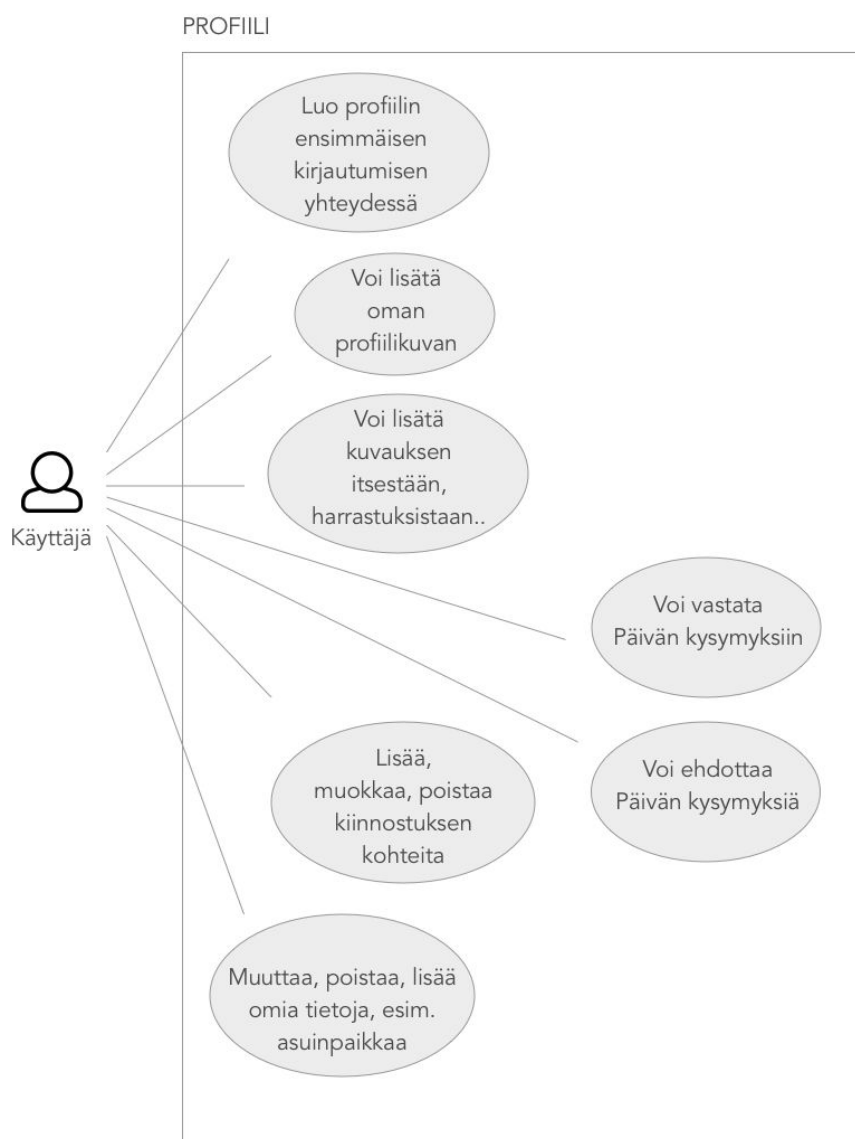 PROFIILI
Luo profiilin
ensimmäisen
kirjautumisen
yhteydessä
Voi lisätä
oman
profiilikuvan
Voi lisätä
kuvauksen
itsestään,
harrastuksistaan..
Käyttäjä
Voi vastata
Päivän kysymyksiin
Lisää,
muokkaa, poistaa
kiinnostuksen
kohteita
Voi ehdottaa
Päivän kysymyksiä
Muuttaa, poistaa, lisää
omia tietoja, esim.
asuinpaikkaa